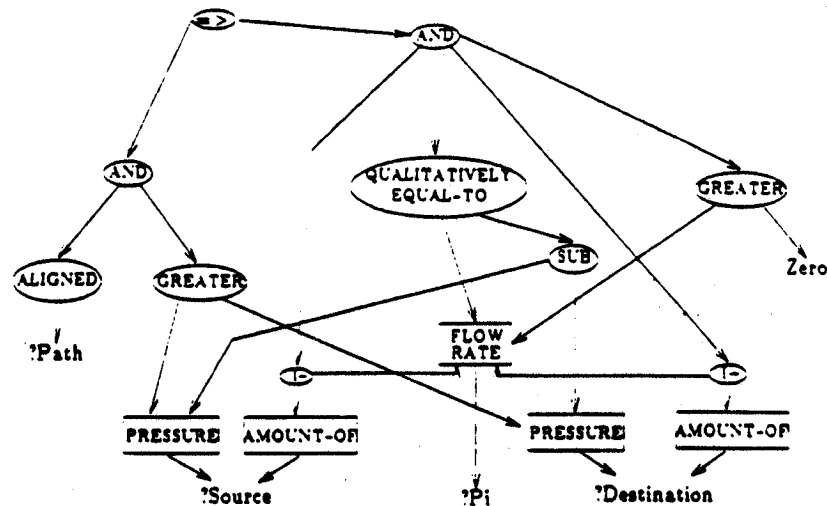 = >
AND
AND
QUALITATIVELY
EQUAL-TO
GREATER
SUB
Zero
ALIGNED
GREATER
?Path
FLOW
RATE
I-
I-
PRESSURE
AMOUNT-OF
PRESSURE
AMOUNT-OF
?Source
?Pi
?Destination